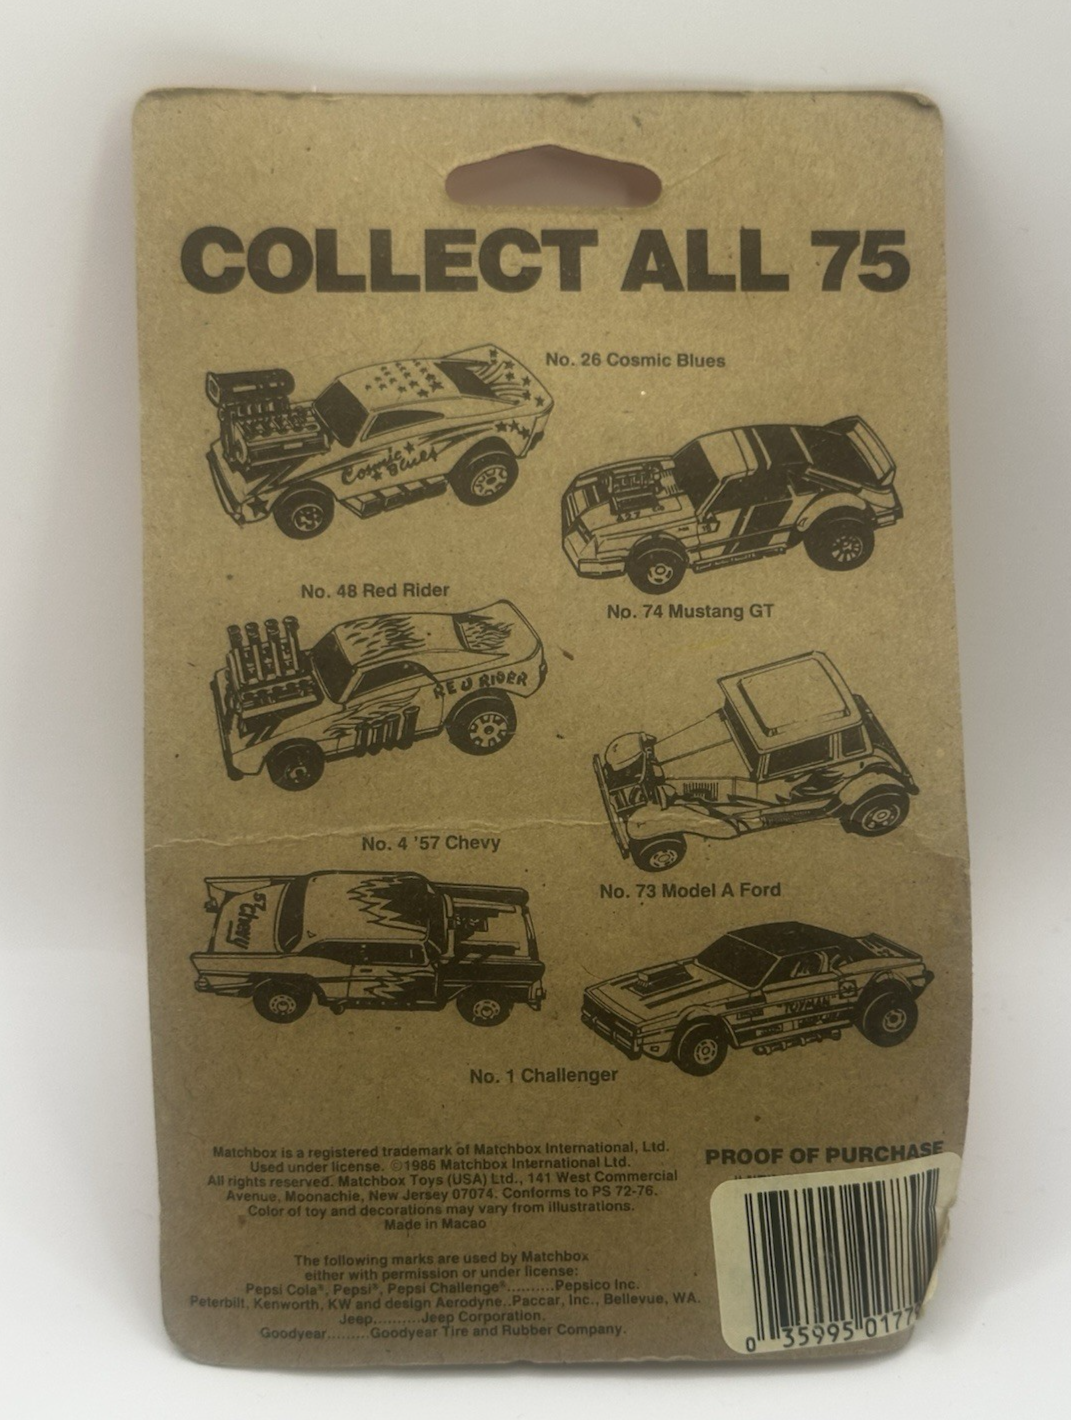 COLLECT ALL 75
No. 26 Cosmic Blues
Cosmic
Blues
No. 48 Red Rider
No. 74 Mustang GT
RED RIDER
No. 4 '57 Chevy
No. 73 Model A Ford
57 Chevy
"TOYMAN"
No. 1 Challenger
Matchbox is a registered trademark of Matchbox International, Ltd.
Used under license. ©1986 Matchbox International Ltd.
All rights reserved. Matchbox Toys (USA) Ltd., 141 West Commercial
Avenue, Moonachie, New Jersey 07074. Conforms to PS 72-76.
Color of toy and decorations may vary from illustrations.
Made in Macao
The following marks are used by Matchbox
either with permission or under license:
Pepsi Cola®, Pepsi®, Pepsi Challenge®..........Pepsico Inc.
Peterbilt, Kenworth, KW and design Aerodyne..Paccar, Inc., Bellevue, WA.
Jeep..........Jeep Corporation.
Goodyear.........Goodyear Tire and Rubber Company.
PROOF OF PURCHASE
0 35995 0177